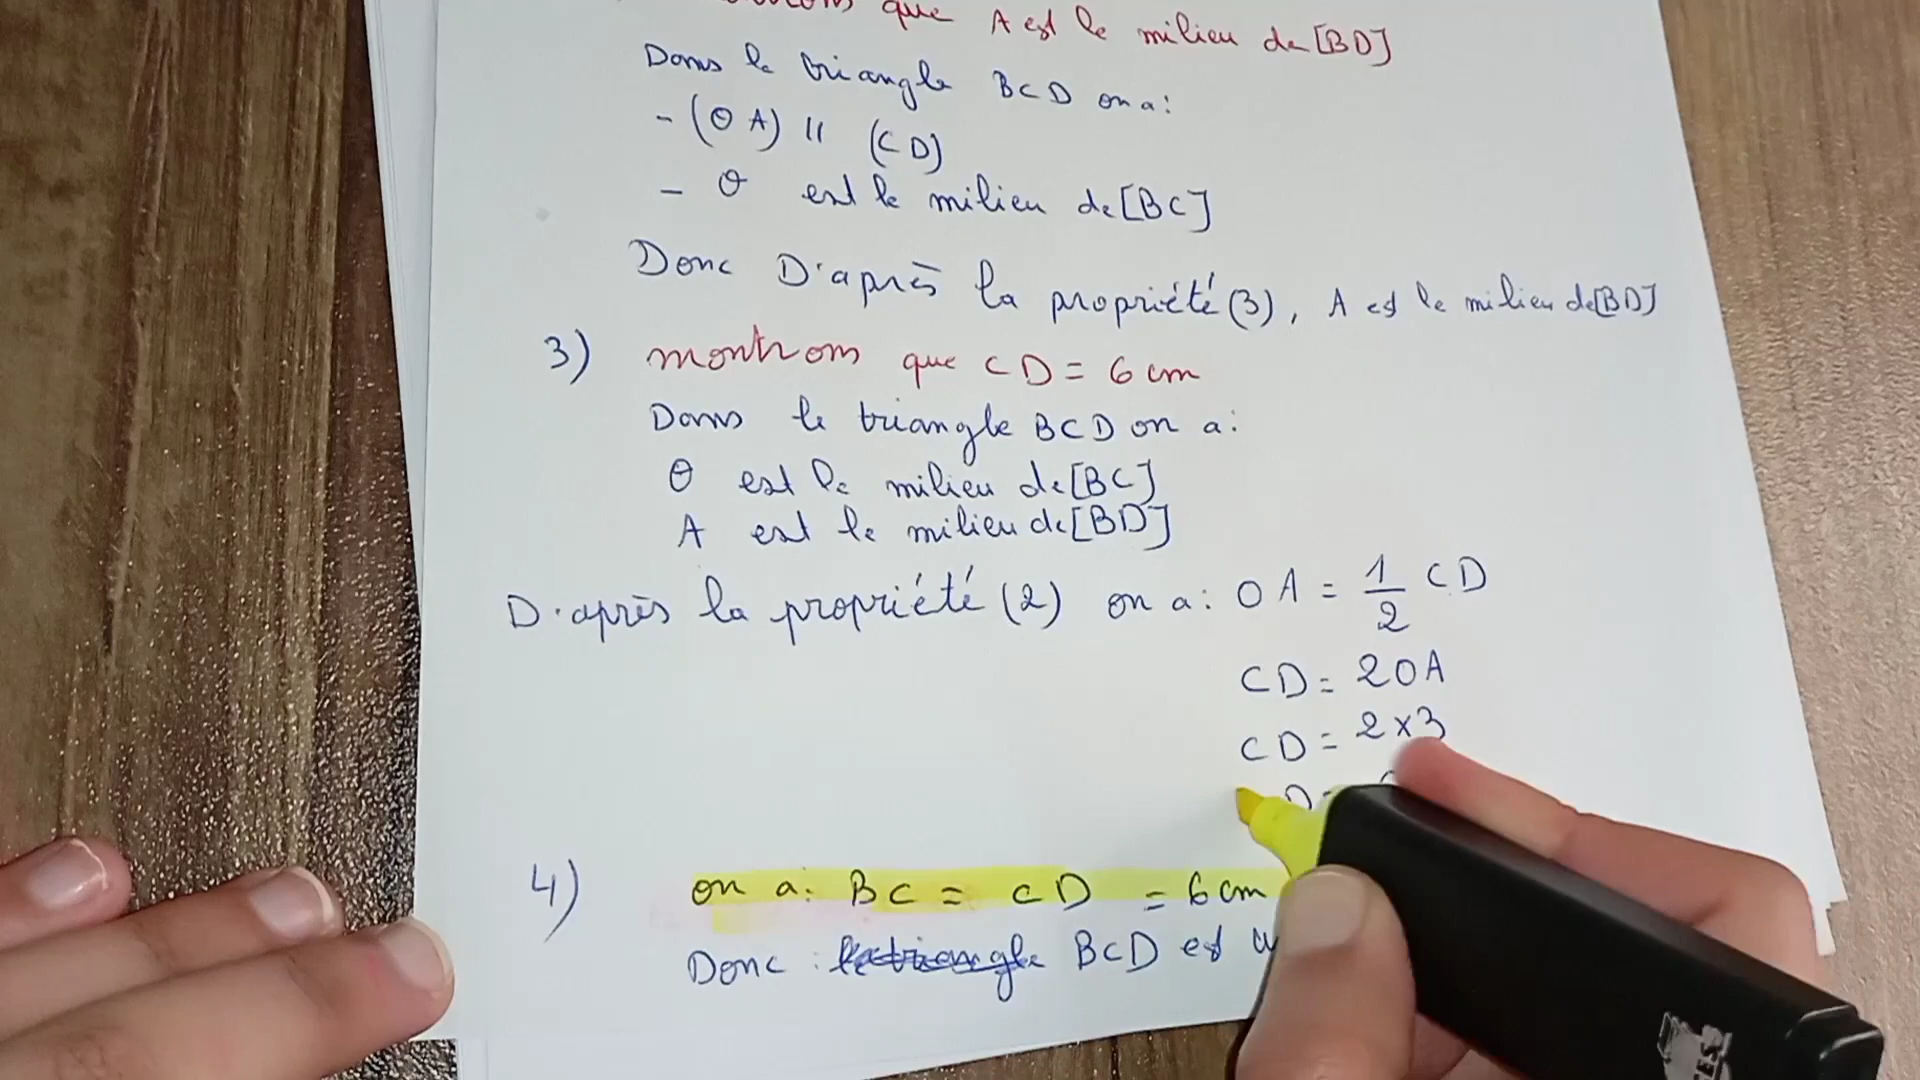 que A est le milieu de [BD]
Dans le triangle BCD on a:
- (OA) // (CD)
- O est le milieu de [BC]
Donc D'après la propriété (3), A est le milieu de [BD]
3) montrons que CD = 6 cm
Dans le triangle BCD on a:
O est le milieu de [BC]
A est le milieu de [BD]
D'après la propriété (2) on a: OA = 1/2 CD
CD = 2OA
CD = 2 x 3
D =
4) on a: BC = CD = 6 cm
Donc : le triangle BCD est